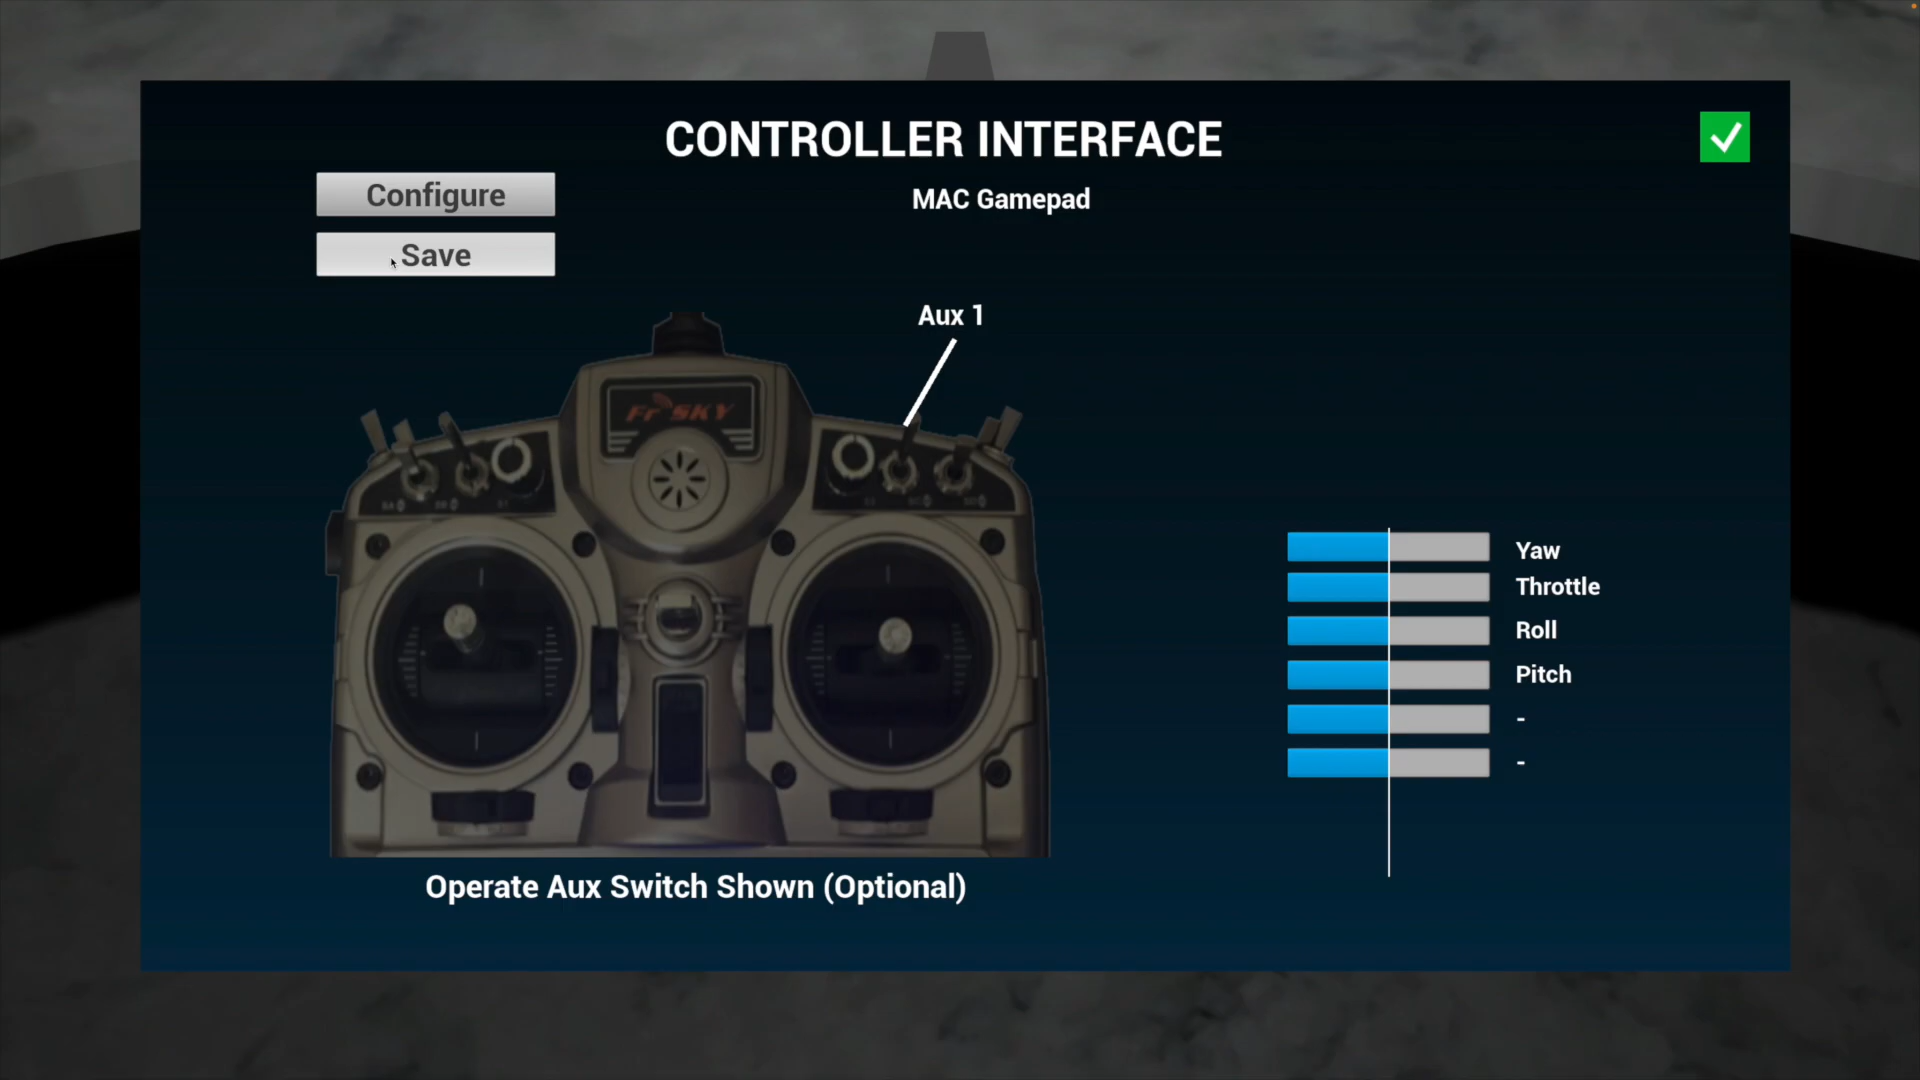 CONTROLLER INTERFACE
Configure
MAC Gamepad
Save
Aux 1
FrSKY
Yaw
Throttle
Roll
Pitch
-
-
Operate Aux Switch Shown (Optional)